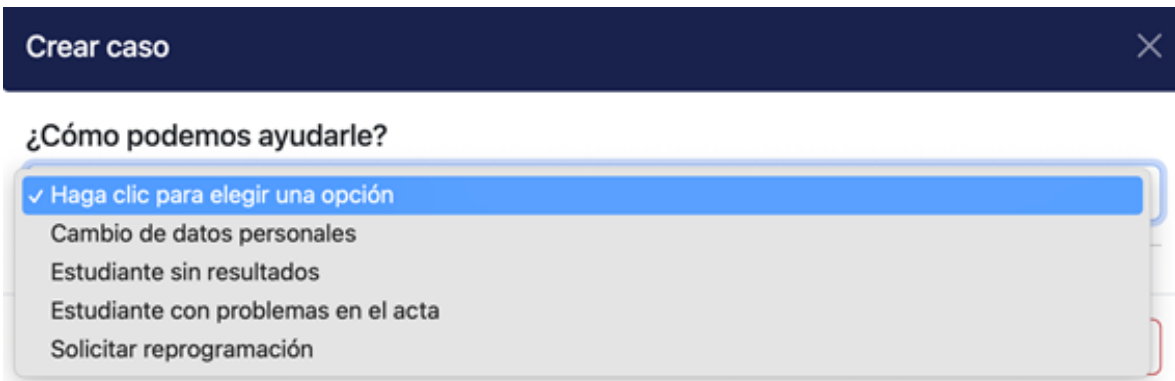 Crear caso
¿Cómo podemos ayudarle?
Haga clic para elegir una opción
Cambio de datos personales
Estudiante sin resultados
Estudiante con problemas en el acta
Solicitar reprogramación